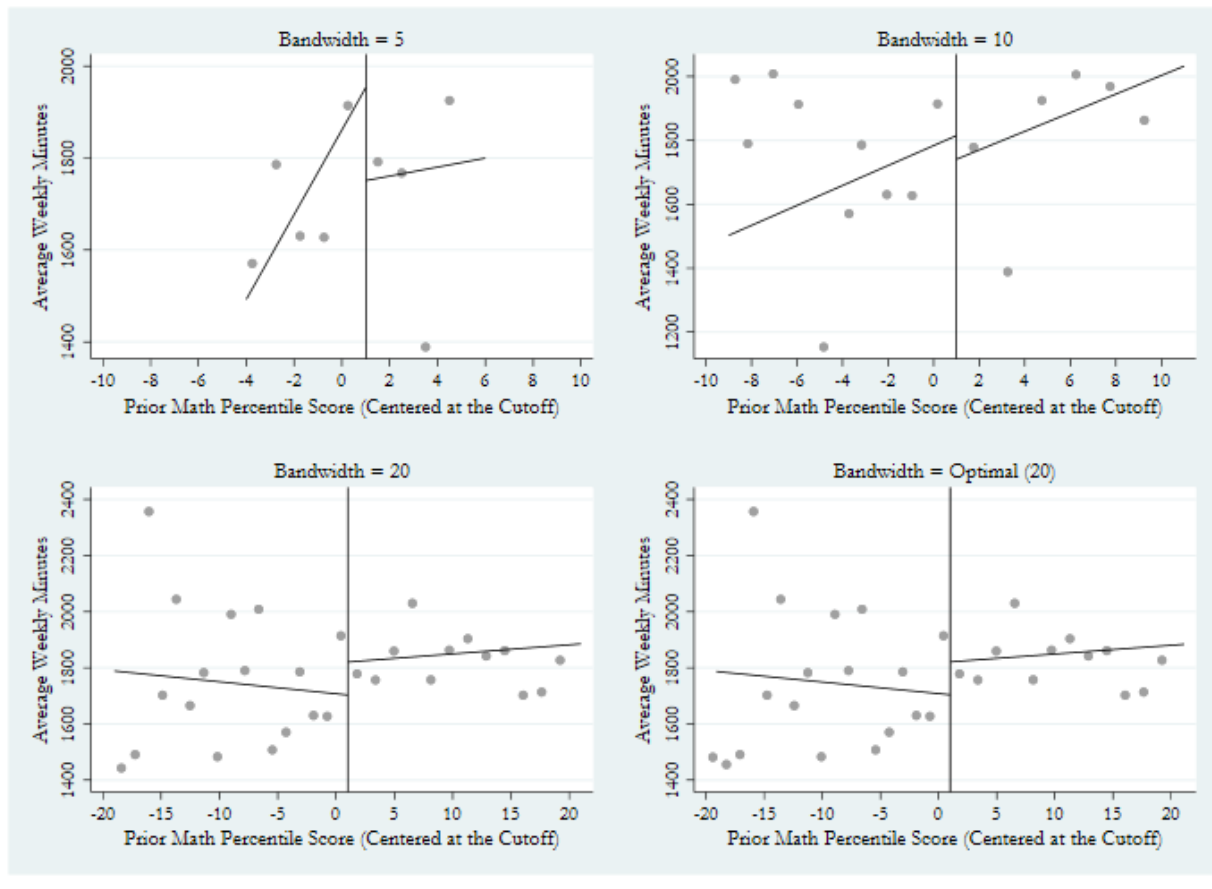 Bandwidth = 5
Average Weekly Minutes
2000
1800
1600
1400
-10 -8 -6 -4 -2 0 2 4 6 8 10
Prior Math Percentile Score (Centered at the Cutoff)
Bandwidth = 10
Average Weekly Minutes
2000
1800
1600
1400
1200
-10 -8 -6 -4 -2 0 2 4 6 8 10
Prior Math Percentile Score (Centered at the Cutoff)
Bandwidth = 20
Average Weekly Minutes
2400
2200
2000
1800
1600
1400
-20 -15 -10 -5 0 5 10 15 20
Prior Math Percentile Score (Centered at the Cutoff)
Bandwidth = Optimal (20)
Average Weekly Minutes
2400
2200
2000
1800
1600
1400
-20 -15 -10 -5 0 5 10 15 20
Prior Math Percentile Score (Centered at the Cutoff)